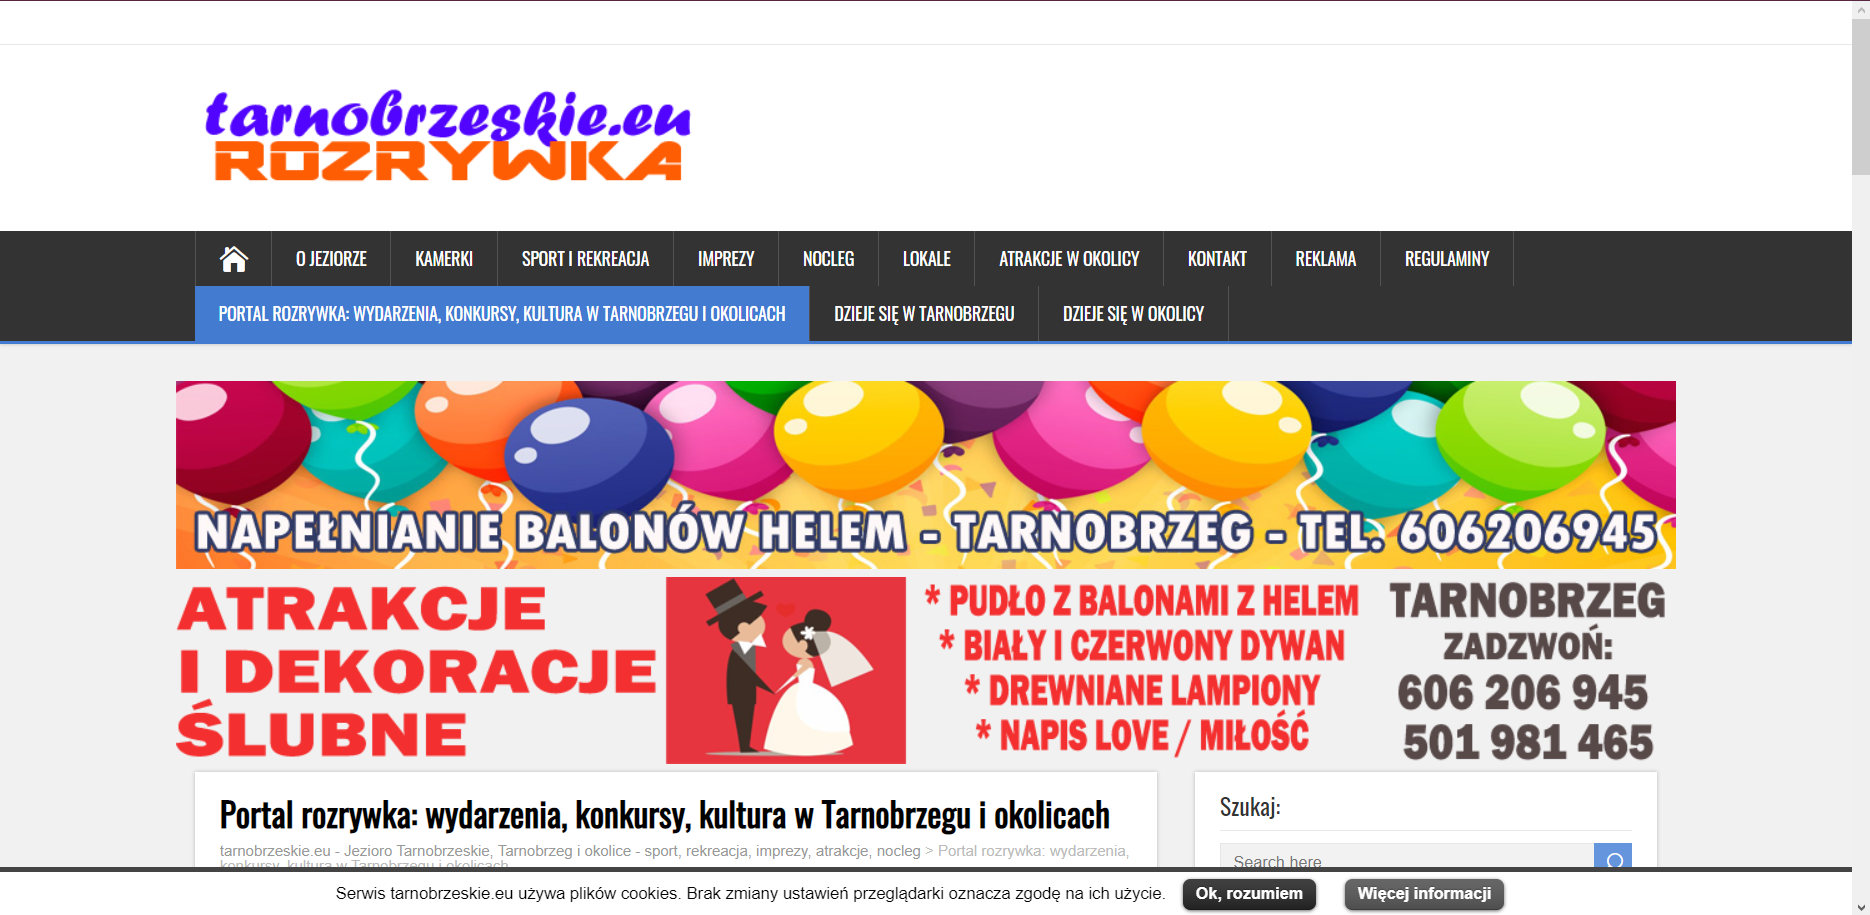 tarnobrzeskie.eu
ROZRYWKA
O JEZIORZE KAMERKI SPORT I REKREACJA IMPREZY NOCLEG LOKALE ATRAKCJE W OKOLICY KONTAKT REKLAMA REGULAMINY
PORTAL ROZRYWKA: WYDARZENIA, KONKURSY, KULTURA W TARNOBRZEGU I OKOLICACH DZIEJE SIĘ W TARNOBRZEGU DZIEJE SIĘ W OKOLICY
NAPEŁNIANIE BALONÓW HELEM - TARNOBRZEG - TEL. 606206945
ATRAKCJE
I DEKORACJE
ŚLUBNE
* PUDŁO Z BALONAMI Z HELEM
* BIAŁY I CZERWONY DYWAN
* DREWNIANE LAMPIONY
* NAPIS LOVE / MIŁOŚĆ
TARNOBRZEG
ZADZWOŃ:
606 206 945
501 981 465
Portal rozrywka: wydarzenia, konkursy, kultura w Tarnobrzegu i okolicach
tarnobrzeskie.eu - Jezioro Tarnobrzeskie, Tarnobrzeg i okolice - sport, rekreacja, imprezy, atrakcje, nocleg > Portal rozrywka: wydarzenia,
konkursy, kultura w Tarnobrzegu i okolicach
Szukaj:
Search here
Serwis tarnobrzeskie.eu używa plików cookies. Brak zmiany ustawień przeglądarki oznacza zgodę na ich użycie. Ok, rozumiem Więcej informacji